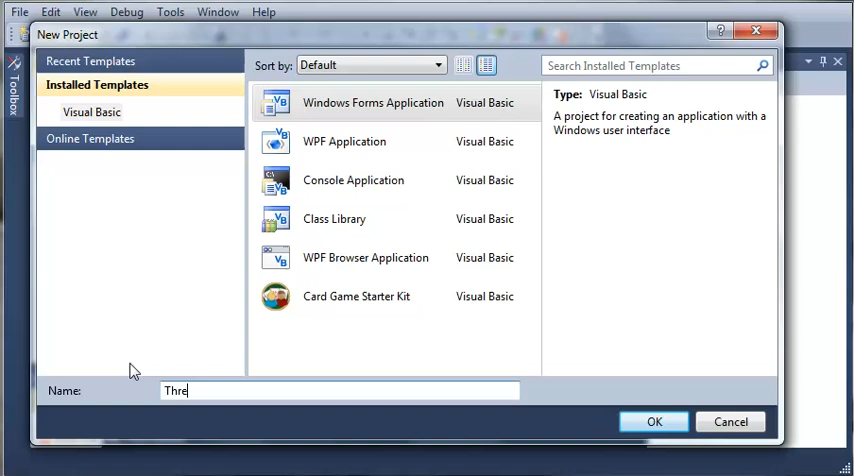 File Edit View Debug Tools Window Help
New Project
Toolbox
Recent Templates
Installed Templates
Visual Basic
Online Templates
Sort by: Default
Search Installed Templates
Windows Forms Application Visual Basic
WPF Application Visual Basic
Console Application Visual Basic
Class Library Visual Basic
WPF Browser Application Visual Basic
Card Game Starter Kit Visual Basic
Type: Visual Basic
A project for creating an application with a
Windows user interface
Name: Thre
OK Cancel